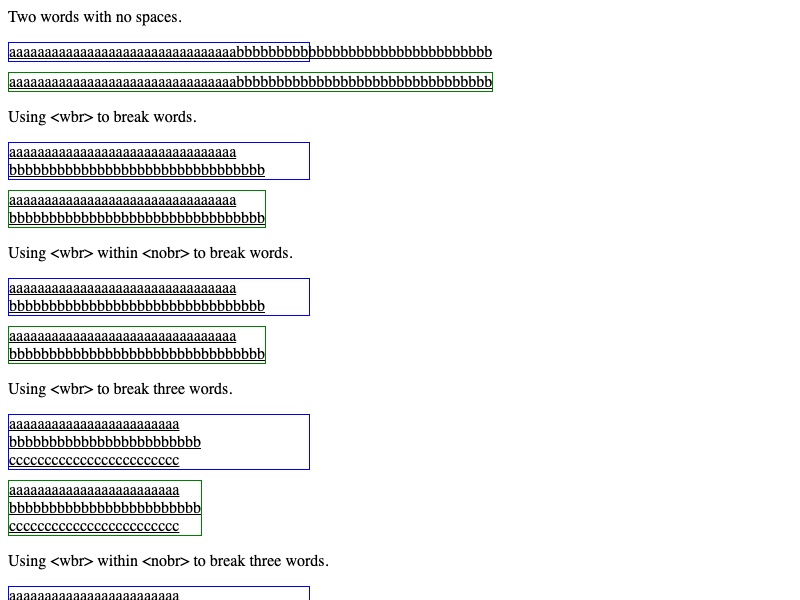 Two words with no spaces.
aaaaaaaaaaaaaaaaaaaaaaaaaaaaaaaabbbbbbbbbbbbbbbbbbbbbbbbbbbbbbbb
aaaaaaaaaaaaaaaaaaaaaaaaaaaaaaaabbbbbbbbbbbbbbbbbbbbbbbbbbbbbbbb
Using <wbr> to break words.
aaaaaaaaaaaaaaaaaaaaaaaaaaaaaaaa
bbbbbbbbbbbbbbbbbbbbbbbbbbbbbbbb
aaaaaaaaaaaaaaaaaaaaaaaaaaaaaaaa
bbbbbbbbbbbbbbbbbbbbbbbbbbbbbbbb
Using <wbr> within <nobr> to break words.
aaaaaaaaaaaaaaaaaaaaaaaaaaaaaaaa
bbbbbbbbbbbbbbbbbbbbbbbbbbbbbbbb
aaaaaaaaaaaaaaaaaaaaaaaaaaaaaaaa
bbbbbbbbbbbbbbbbbbbbbbbbbbbbbbbb
Using <wbr> to break three words.
aaaaaaaaaaaaaaaaaaaaaaaa
bbbbbbbbbbbbbbbbbbbbbbbb
cccccccccccccccccccccccc
aaaaaaaaaaaaaaaaaaaaaaaa
bbbbbbbbbbbbbbbbbbbbbbbb
cccccccccccccccccccccccc
Using <wbr> within <nobr> to break three words.
aaaaaaaaaaaaaaaaaaaaaaaa